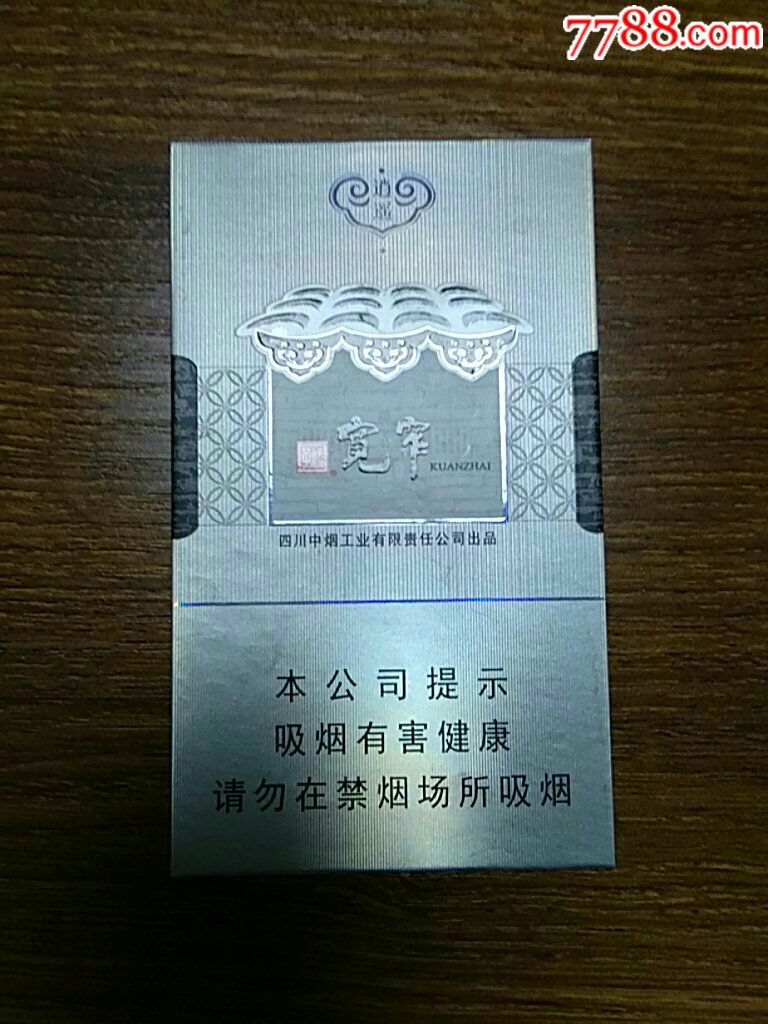 7788.com
逍遥
宽窄
KUANZHAI
四川中烟工业有限责任公司出品
本公司提示
吸烟有害健康
请勿在禁烟场所吸烟